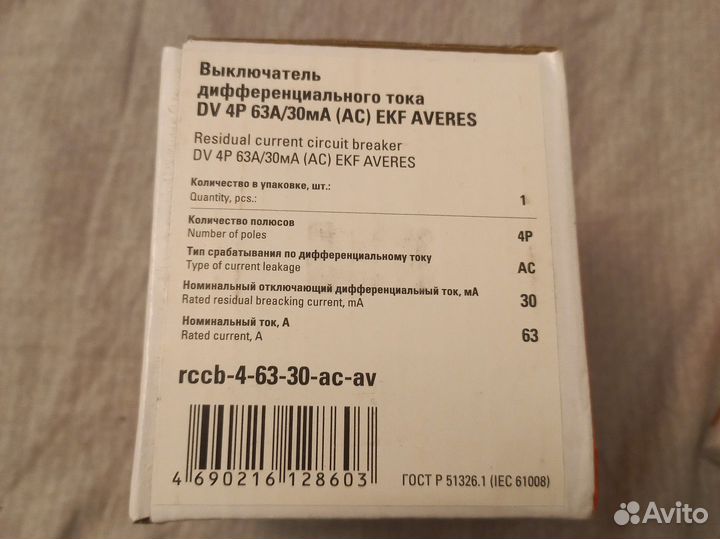 Выключатель
дифференциального тока
DV 4P 63А/30мА (AC) EKF AVERES
Residual current circuit breaker
DV 4P 63А/30мА (AC) EKF AVERES
Количество в упаковке, шт.:
Quantity, pcs.: 1
Количество полюсов
Number of poles 4P
Тип срабатывания по дифференциальному току
Type of current leakage AC
Номинальный отключающий дифференциальный ток, мА
Rated residual breacking current, mA 30
Номинальный ток, А
Rated current, A 63
rccb-4-63-30-ac-av
4 690216 128603
ГОСТ Р 51326.1 (IEC 61008)
Avito